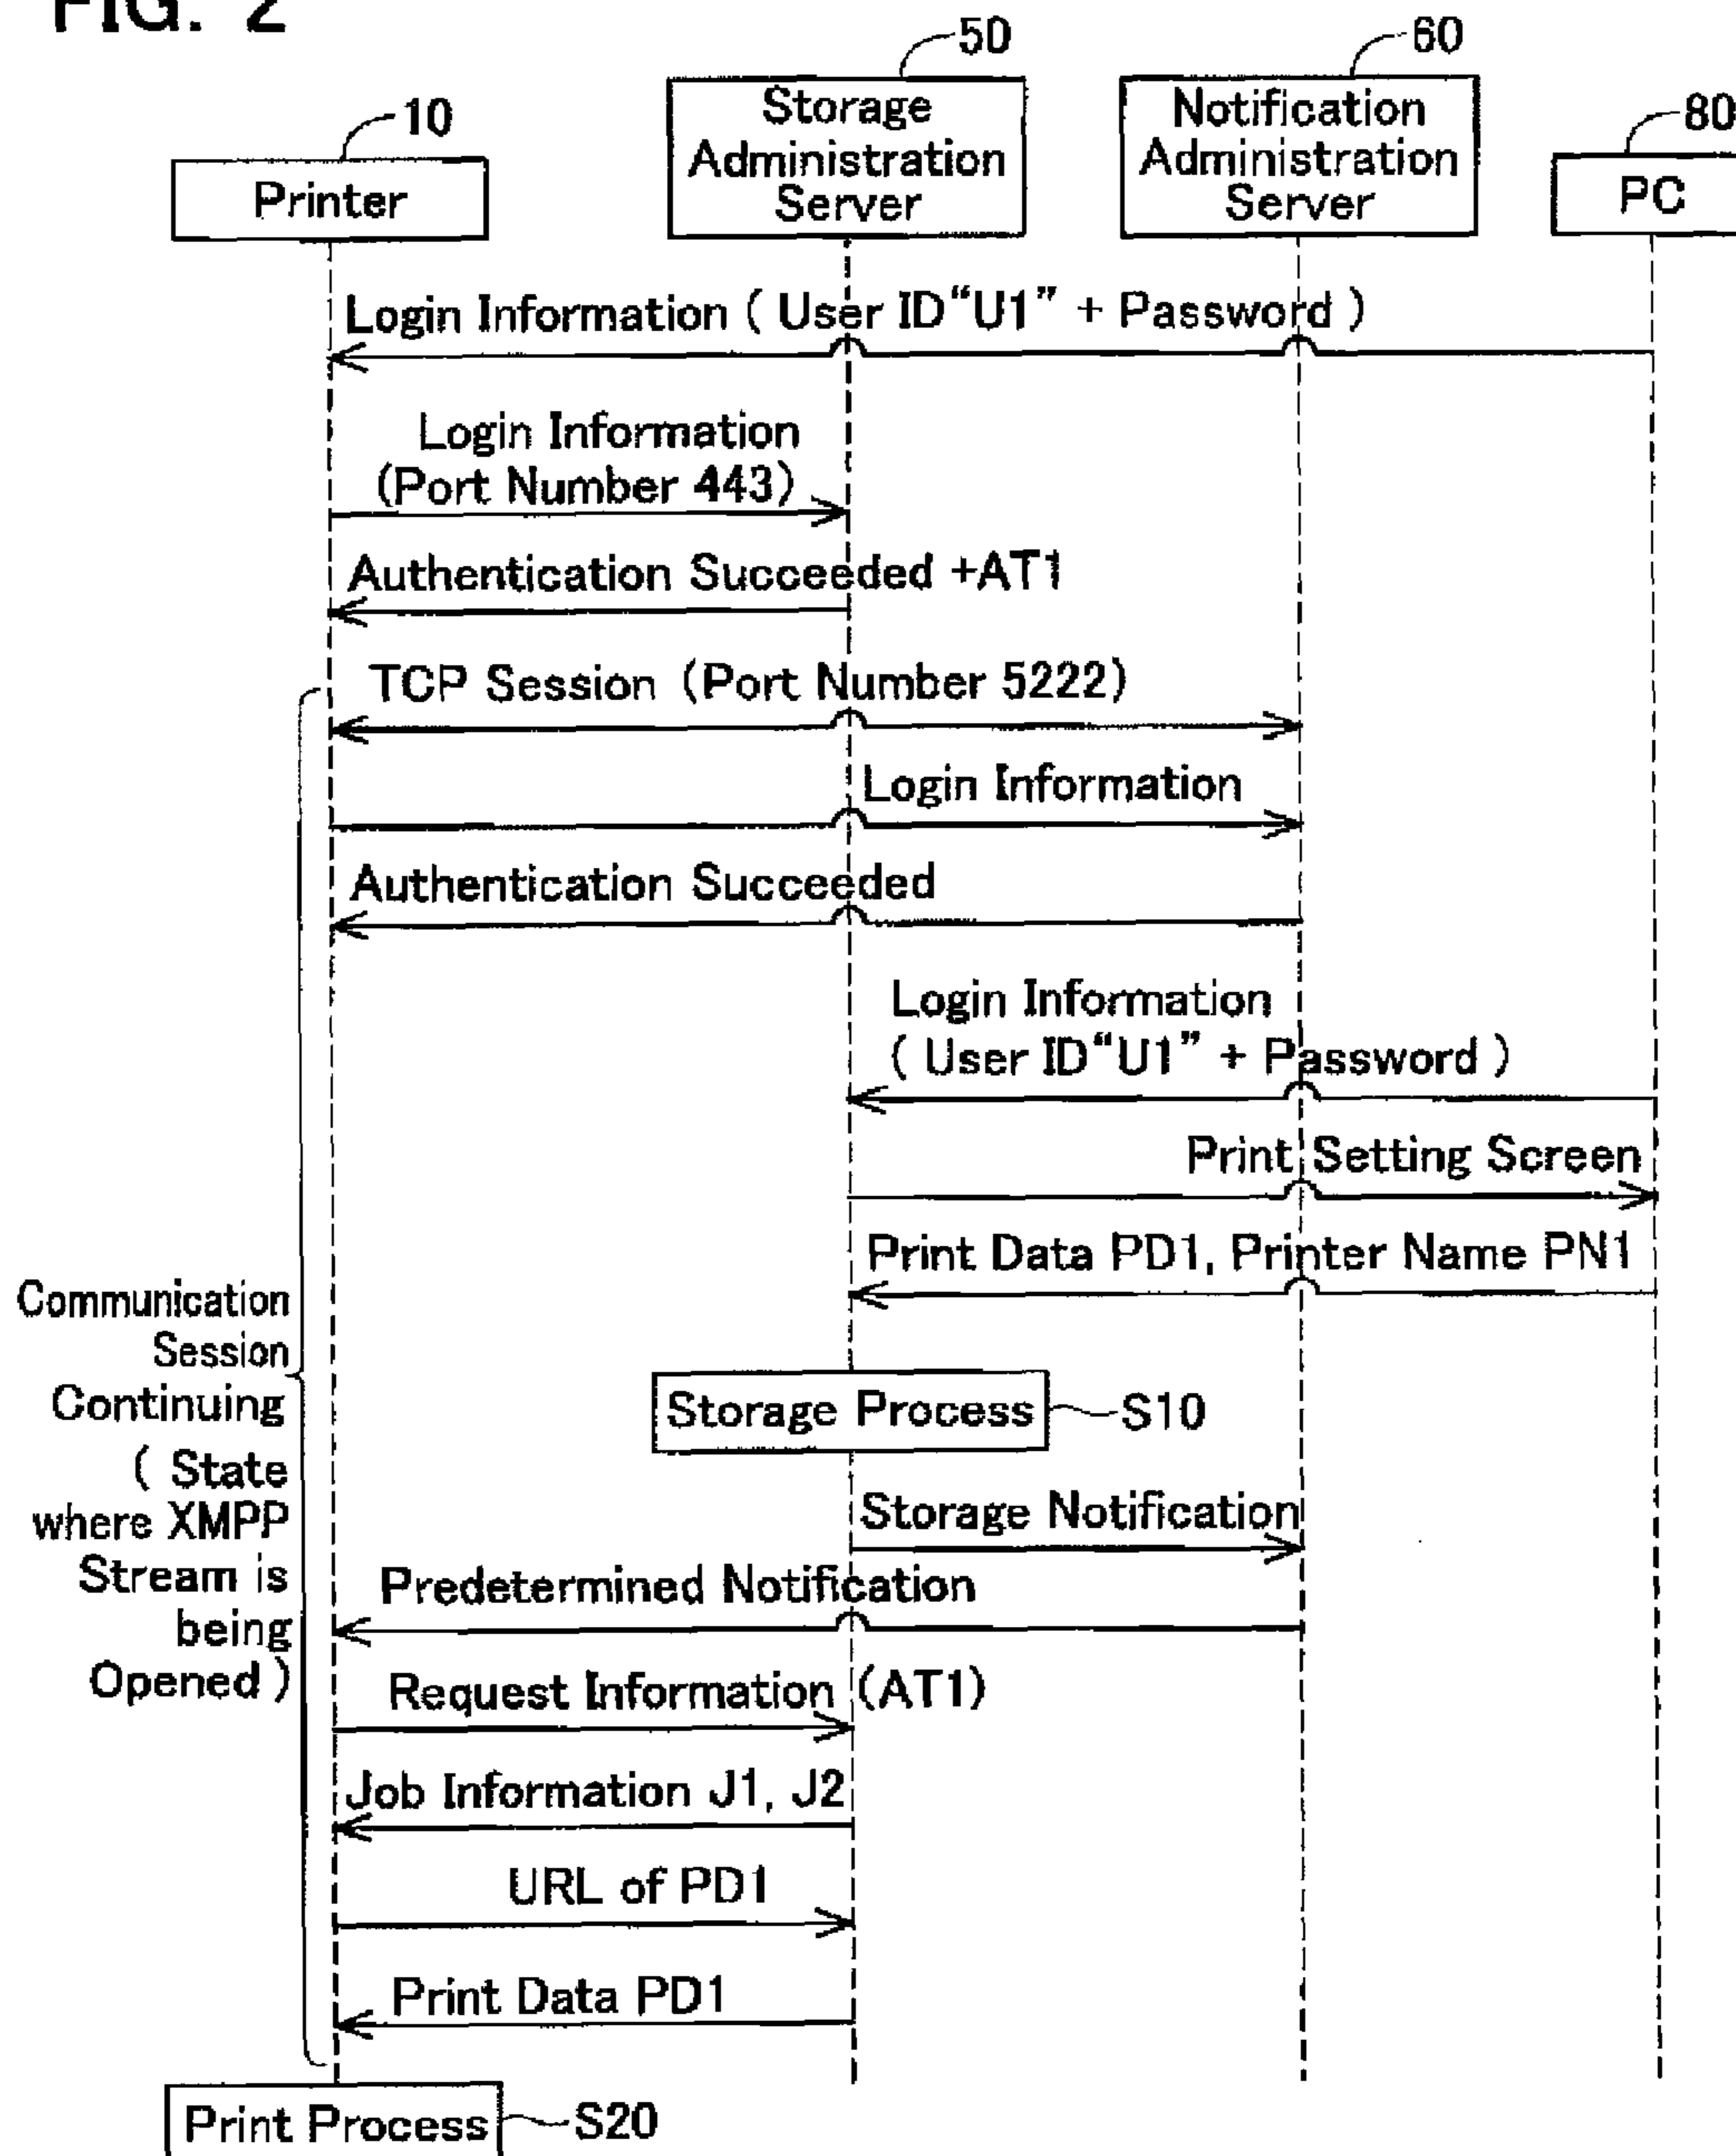 FIG. 2
50
60
10
80
Storage
Administration
Server
Notification
Administration
Server
Printer
PC
Login Information ( User ID“U1” + Password )
Login Information
(Port Number 443)
Authentication Succeeded +AT1
TCP Session (Port Number 5222)
Login Information
Authentication Succeeded
Login Information
( User ID“U1” + Password )
Print Setting Screen
Print Data PD1, Printer Name PN1
Communication
Session
Continuing
( State
where XMPP
Stream is
being
Opened )
Storage Process
S10
Storage Notification
Predetermined Notification
Request Information (AT1)
Job Information J1, J2
URL of PD1
Print Data PD1
Print Process
S20